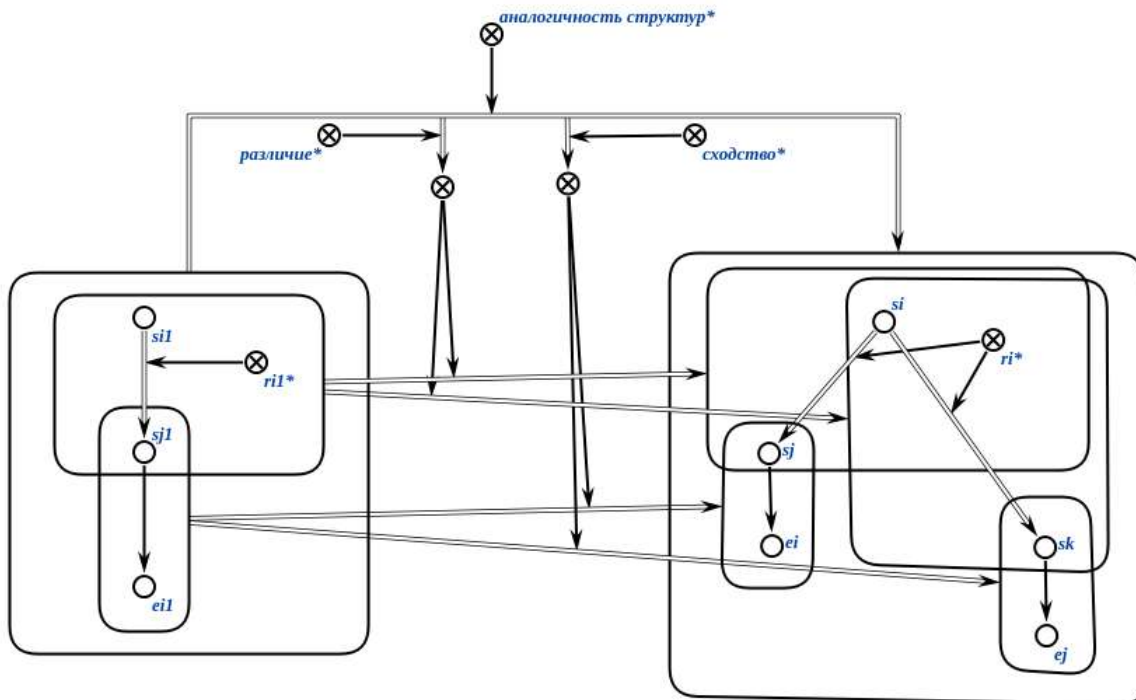 аналогичность структур*
различие*
сходство*
si1
ri1*
sj1
ei1
si
ri*
sj
ei
sk
ej